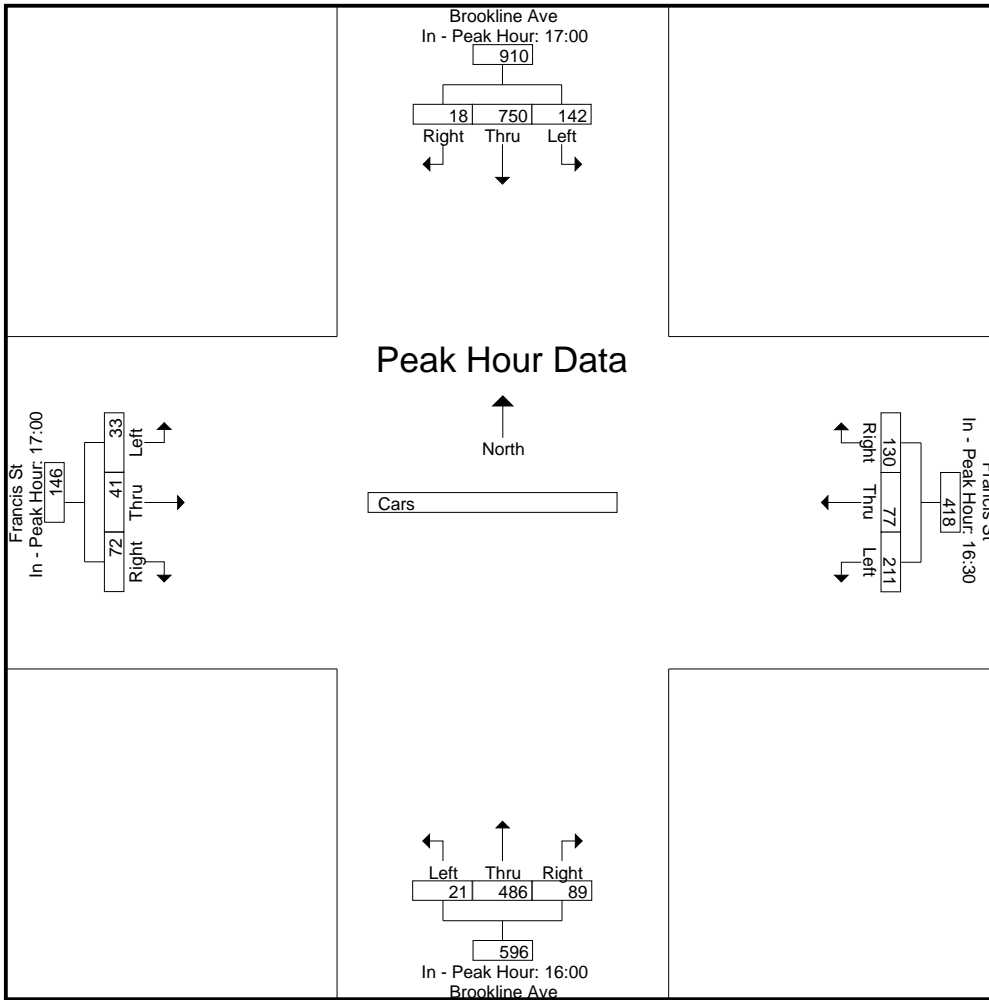 Brookline Ave
In - Peak Hour: 17:00
910
18 750 142
Right Thru Left
Peak Hour Data
North
Cars
Francis St
In - Peak Hour: 17:00
146
33 41 72
Left Thru Right
Francis St
In - Peak Hour: 16:30
418
130 77 211
Right Thru Left
Left Thru Right
21 486 89
596
In - Peak Hour: 16:00
Brookline Ave